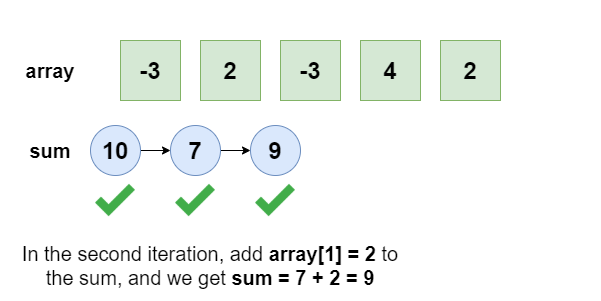 array -3 2 -3 4 2
sum 10 7 9
In the second iteration, add array[1] = 2 to
the sum, and we get sum = 7 + 2 = 9